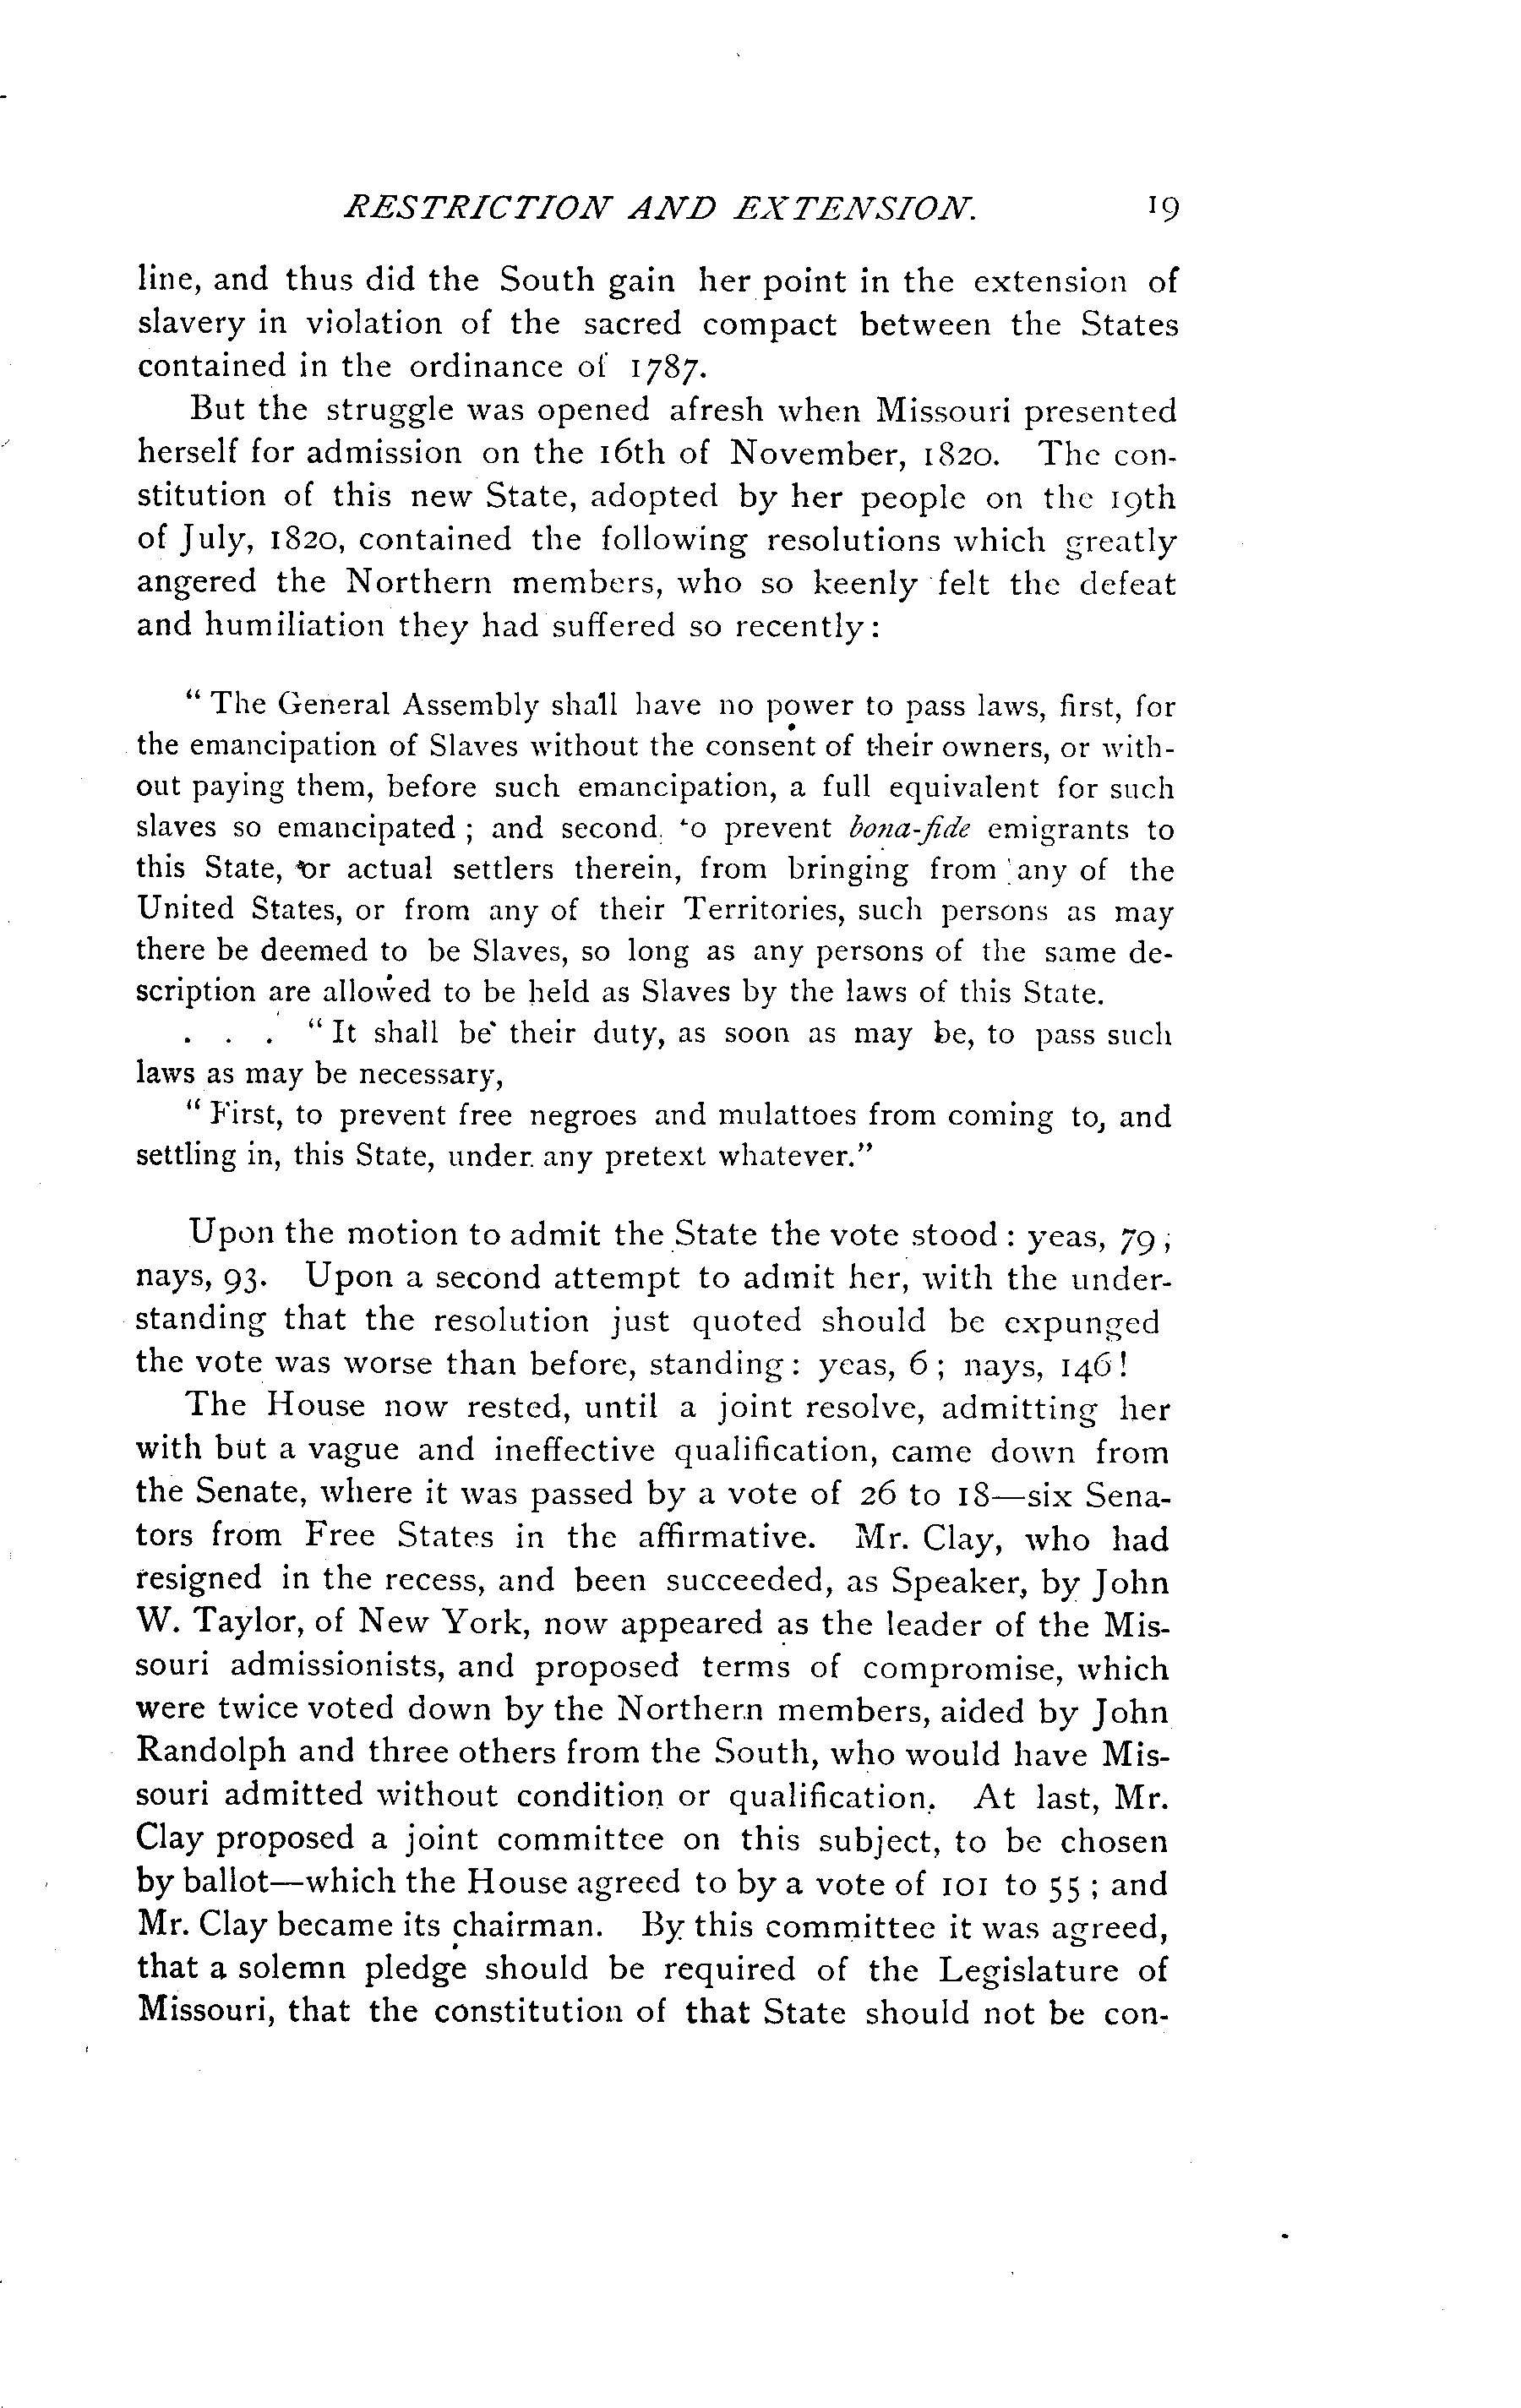 RESTRICTION AND EXTENSION. 19
line, and thus did the South gain her point in the extension of
slavery in violation of the sacred compact between the States
contained in the ordinance of 1787.
But the struggle was opened afresh when Missouri presented
herself for admission on the 16th of November, 1820. The con-
stitution of this new State, adopted by her people on the 19th
of July, 1820, contained the following resolutions which greatly
angered the Northern members, who so keenly felt the defeat
and humiliation they had suffered so recently:
“The General Assembly shall have no power to pass laws, first, for
the emancipation of Slaves without the consent of their owners, or with-
out paying them, before such emancipation, a full equivalent for such
slaves so emancipated; and second, to prevent bona-fide emigrants to
this State, or actual settlers therein, from bringing from any of the
United States, or from any of their Territories, such persons as may
there be deemed to be Slaves, so long as any persons of the same de-
scription are allowed to be held as Slaves by the laws of this State.
. . . “It shall be their duty, as soon as may be, to pass such
laws as may be necessary,
“First, to prevent free negroes and mulattoes from coming to, and
settling in, this State, under any pretext whatever.”
Upon the motion to admit the State the vote stood: yeas, 79;
nays, 93. Upon a second attempt to admit her, with the under-
standing that the resolution just quoted should be expunged
the vote was worse than before, standing: yeas, 6; nays, 146!
The House now rested, until a joint resolve, admitting her
with but a vague and ineffective qualification, came down from
the Senate, where it was passed by a vote of 26 to 18—six Sena-
tors from Free States in the affirmative. Mr. Clay, who had
resigned in the recess, and been succeeded, as Speaker, by John
W. Taylor, of New York, now appeared as the leader of the Mis-
souri admissionists, and proposed terms of compromise, which
were twice voted down by the Northern members, aided by John
Randolph and three others from the South, who would have Mis-
souri admitted without condition or qualification. At last, Mr.
Clay proposed a joint committee on this subject, to be chosen
by ballot—which the House agreed to by a vote of 101 to 55; and
Mr. Clay became its chairman. By this committee it was agreed,
that a solemn pledge should be required of the Legislature of
Missouri, that the constitution of that State should not be con-